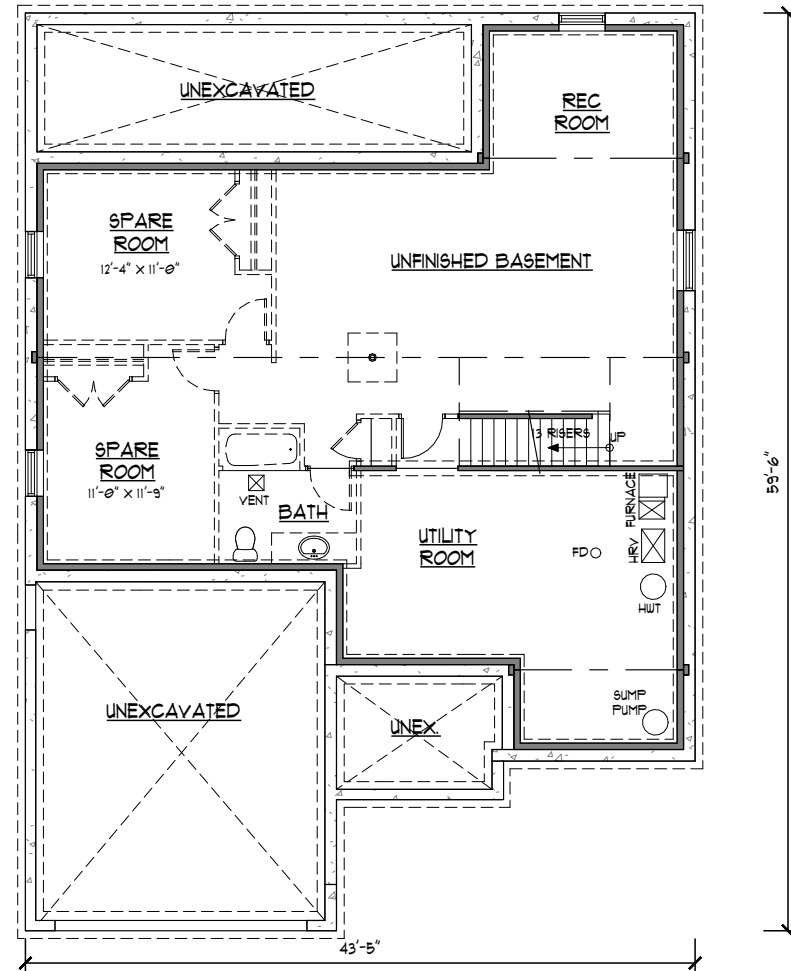 UNEXCAVATED
REC
ROOM
SPARE
ROOM
12'-4" X 11'-0"
UNFINISHED BASEMENT
13 RISERS
UP
SPARE
ROOM
11'-0" X 11'-9"
VENT
BATH
UTILITY
ROOM
FD
FURNACE
HRV
HWT
SUMP
PUMP
UNEXCAVATED
UNEX.
59'-6"
43'-5"